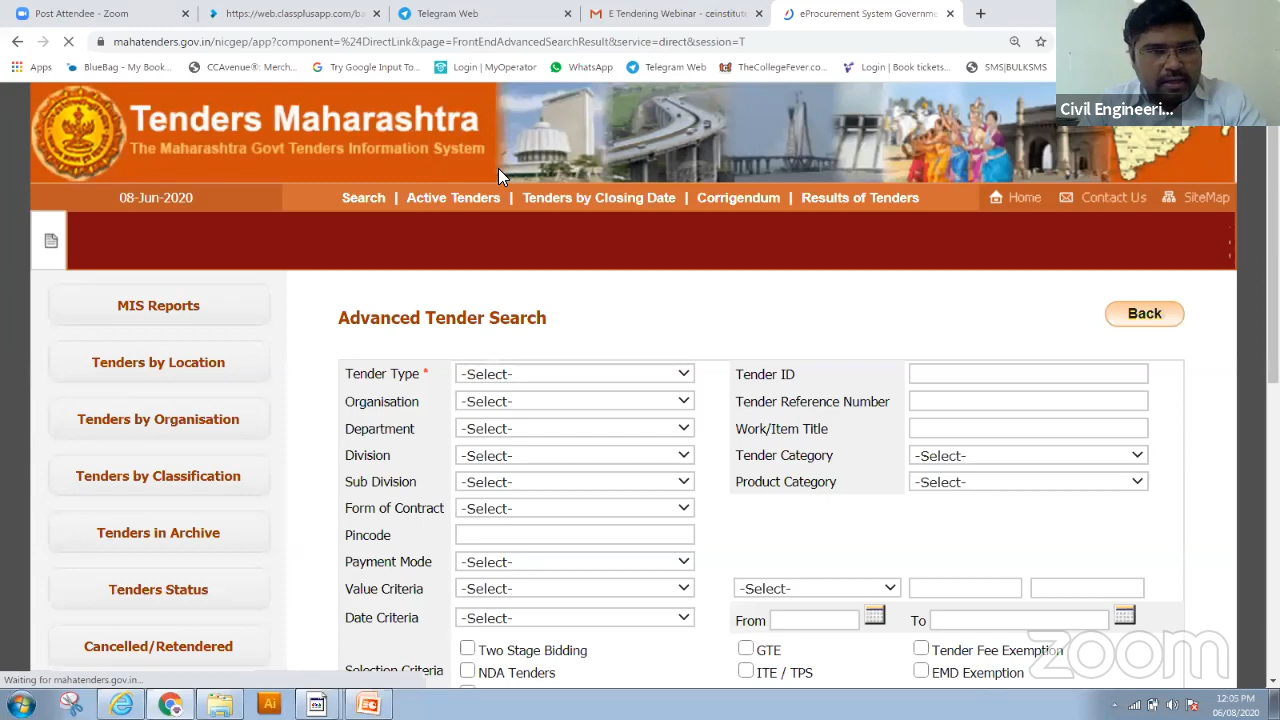 Post Attendee - Zoom
https://web.classplusapp.com/ba
Telegram Web
E Tendering Webinar - ceinstitute
eProcurement System Governme
mahatenders.gov.in/nicgep/app?component=%24DirectLink&page=FrontEndAdvancedSearchResult&service=direct&session=T
Apps
BlueBag - My Book...
CCAvenue®: Merch...
Try Google Input To...
Login | MyOperator
WhatsApp
Telegram Web
TheCollegeFever.co...
Login | Book tickets...
SMS|BULKSMS
Civil Engineeri...
Tenders Maharashtra
The Maharashtra Govt Tenders Information System
08-Jun-2020
Search | Active Tenders | Tenders by Closing Date | Corrigendum | Results of Tenders
Home
Contact Us
SiteMap
MIS Reports
Tenders by Location
Tenders by Organisation
Tenders by Classification
Tenders in Archive
Tenders Status
Cancelled/Retendered
Advanced Tender Search
Back
Tender Type * -Select-
Tender ID
Organisation -Select-
Tender Reference Number
Department -Select-
Work/Item Title
Division -Select-
Tender Category -Select-
Sub Division -Select-
Product Category -Select-
Form of Contract -Select-
Pincode
Payment Mode -Select-
Value Criteria -Select- -Select-
Date Criteria -Select-
From
To
Two Stage Bidding
GTE
Tender Fee Exemption
Selection Criteria
NDA Tenders
ITE / TPS
EMD Exemption
zoom
Waiting for mahatenders.gov.in...
12:05 PM
06/08/2020